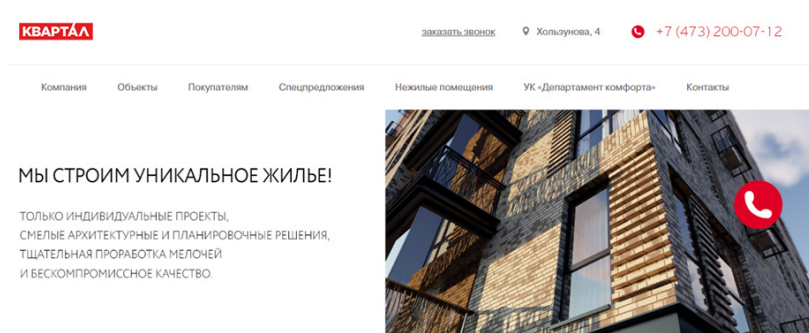 КВАРТАЛ
заказать звонок
Хользунова, 4
+7 (473) 200-07-12
Компания Объекты Покупателям Спецпредложения Нежилые помещения УК «Департамент комфорта» Контакты
МЫ СТРОИМ УНИКАЛЬНОЕ ЖИЛЬЕ!
ТОЛЬКО ИНДИВИДУАЛЬНЫЕ ПРОЕКТЫ,
СМЕЛЫЕ АРХИТЕКТУРНЫЕ И ПЛАНИРОВОЧНЫЕ РЕШЕНИЯ,
ТЩАТЕЛЬНАЯ ПРОРАБОТКА МЕЛОЧЕЙ
И БЕСКОМПРОМИССНОЕ КАЧЕСТВО.